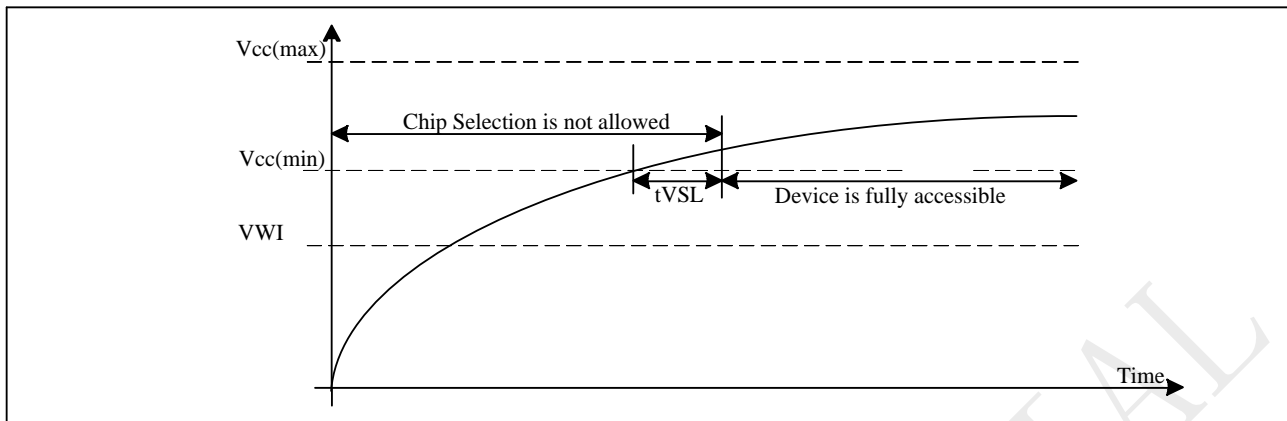 Vcc(max)
Chip Selection is not allowed
Vcc(min)
tVSL
Device is fully accessible
VWI
Time